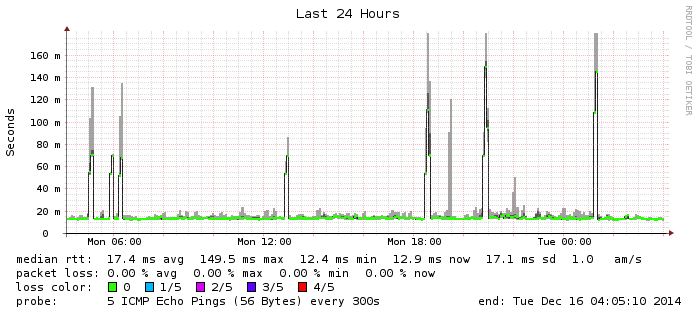 Last 24 Hours
RRDTOOL / TOBI OETIKER
Seconds
160 m
140 m
120 m
100 m
80 m
60 m
40 m
20 m
0
Mon 06:00 Mon 12:00 Mon 18:00 Tue 00:00
median rtt: 17.4 ms avg 149.5 ms max 12.4 ms min 12.9 ms now 17.1 ms sd 1.0 am/s
packet loss: 0.00 % avg 0.00 % max 0.00 % min 0.00 % now
loss color: 0 1/5 2/5 3/5 4/5
probe: 5 ICMP Echo Pings (56 Bytes) every 300s end: Tue Dec 16 04:05:10 2014